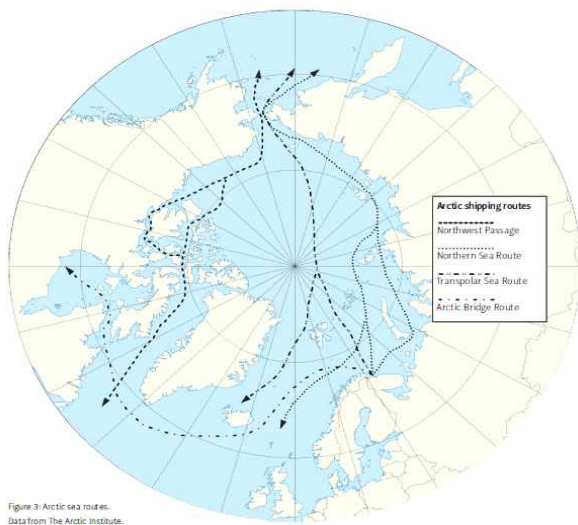 Arctic shipping routes
Northwest Passage
Northern Sea Route
Transpolar Sea Route
Arctic Bridge Route
Figure 3: Arctic sea routes.
Data from The Arctic Institute.